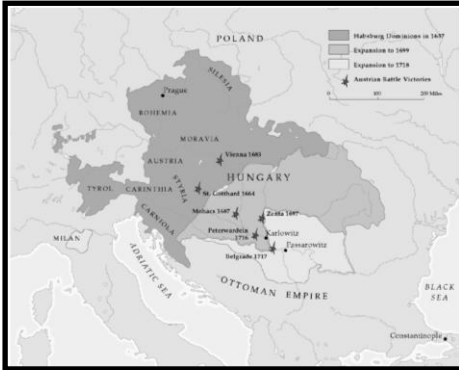 POLAND
Habsburg Dominions in 1657
Expansion to 1699
Expansion to 1718
Austrian Battle Victories
200 Miles
SILESIA
Prague
BOHEMIA
MORAVIA
AUSTRIA
Vienna 1683
HUNGARY
STYRIA
St. Gotthard 1664
TYROL
CARINTHIA
CARNIOLA
Mohacs 1687
Zenta 1697
Peterwardein
1716
Karlowitz
Passarowitz
Belgrade 1717
MILAN
ADRIATIC SEA
OTTOMAN EMPIRE
BLACK
SEA
Constantinople